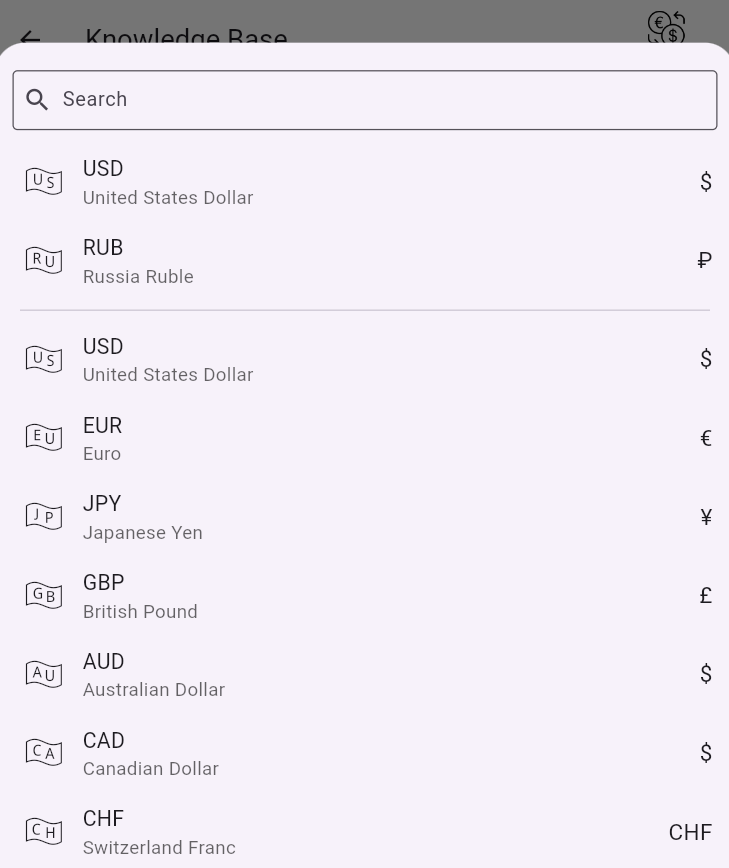 Knowledge Base
€
$
Search
US
USD
United States Dollar
$
RU
RUB
Russia Ruble
₽
US
USD
United States Dollar
$
EU
EUR
Euro
€
JP
JPY
Japanese Yen
¥
GB
GBP
British Pound
£
AU
AUD
Australian Dollar
$
CA
CAD
Canadian Dollar
$
CH
CHF
Switzerland Franc
CHF